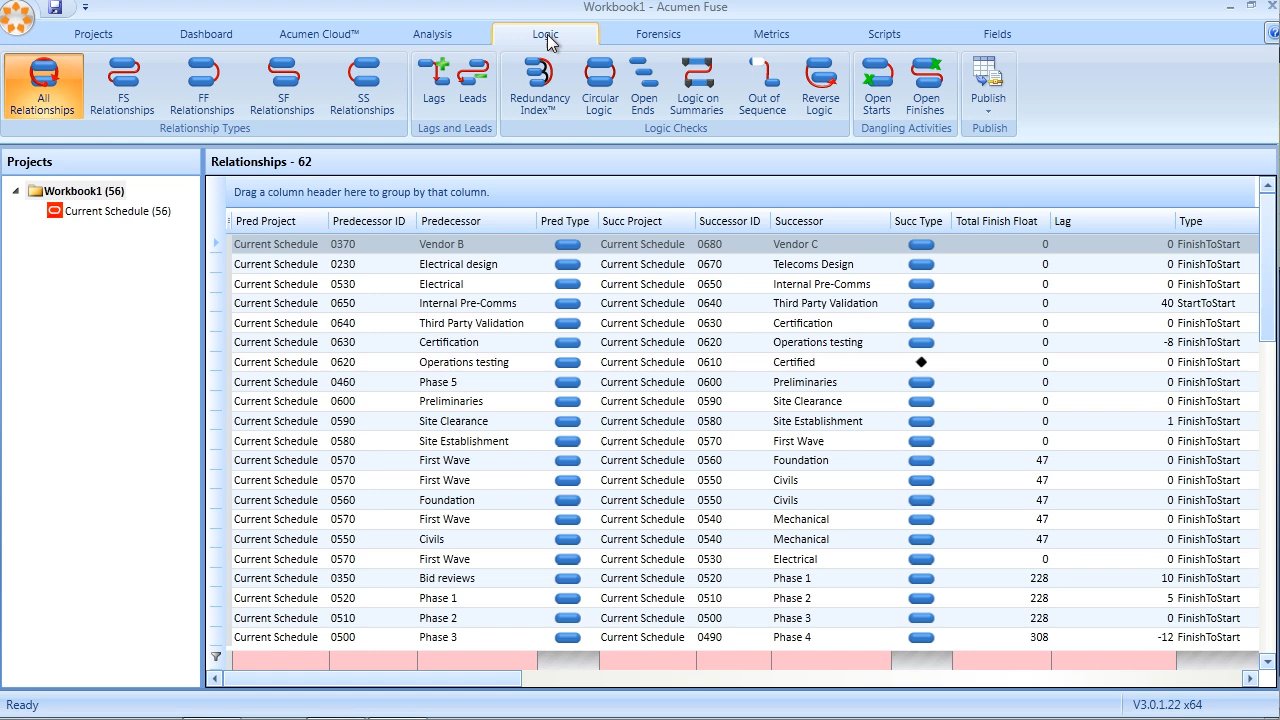 Workbook1 - Acumen Fuse
Projects Dashboard Acumen Cloud™ Analysis Logic Forensics Metrics Scripts Fields
All Relationships
FS Relationships
FF Relationships
SF Relationships
SS Relationships
Lags
Leads
Redundancy Index™
Circular Logic
Open Ends
Logic on Summaries
Out of Sequence
Reverse Logic
Open Starts
Open Finishes
Publish
Relationship Types Lags and Leads Logic Checks Dangling Activities Publish
Projects
Workbook1 (56)
Current Schedule (56)
Relationships - 62
Drag a column header here to group by that column.
Pred Project Predecessor ID Predecessor Pred Type Succ Project Successor ID Successor Succ Type Total Finish Float Lag Type
Current Schedule 0370 Vendor B Current Schedule 0680 Vendor C 0 0 FinishToStart
Current Schedule 0230 Electrical design Current Schedule 0670 Telecoms Design 0 0 FinishToStart
Current Schedule 0530 Electrical Current Schedule 0650 Internal Pre-Comms 0 0 FinishToStart
Current Schedule 0650 Internal Pre-Comms Current Schedule 0640 Third Party Validation 0 40 StartToStart
Current Schedule 0640 Third Party Validation Current Schedule 0630 Certification 0 0 FinishToStart
Current Schedule 0630 Certification Current Schedule 0620 Operations testing 0 -8 FinishToStart
Current Schedule 0620 Operations testing Current Schedule 0610 Certified 0 0 FinishToStart
Current Schedule 0460 Phase 5 Current Schedule 0600 Preliminaries 0 0 FinishToStart
Current Schedule 0600 Preliminaries Current Schedule 0590 Site Clearance 0 0 FinishToStart
Current Schedule 0590 Site Clearance Current Schedule 0580 Site Establishment 0 1 FinishToStart
Current Schedule 0580 Site Establishment Current Schedule 0570 First Wave 0 0 FinishToStart
Current Schedule 0570 First Wave Current Schedule 0560 Foundation 47 0 FinishToStart
Current Schedule 0570 First Wave Current Schedule 0550 Civils 47 0 FinishToStart
Current Schedule 0560 Foundation Current Schedule 0550 Civils 47 0 FinishToStart
Current Schedule 0570 First Wave Current Schedule 0540 Mechanical 47 0 FinishToStart
Current Schedule 0550 Civils Current Schedule 0540 Mechanical 47 0 FinishToStart
Current Schedule 0570 First Wave Current Schedule 0530 Electrical 0 0 FinishToStart
Current Schedule 0350 Bid reviews Current Schedule 0520 Phase 1 228 10 FinishToStart
Current Schedule 0520 Phase 1 Current Schedule 0510 Phase 2 228 5 FinishToStart
Current Schedule 0510 Phase 2 Current Schedule 0500 Phase 3 228 0 FinishToStart
Current Schedule 0500 Phase 3 Current Schedule 0490 Phase 4 308 -12 FinishToStart
Ready V3.0.1.22 x64